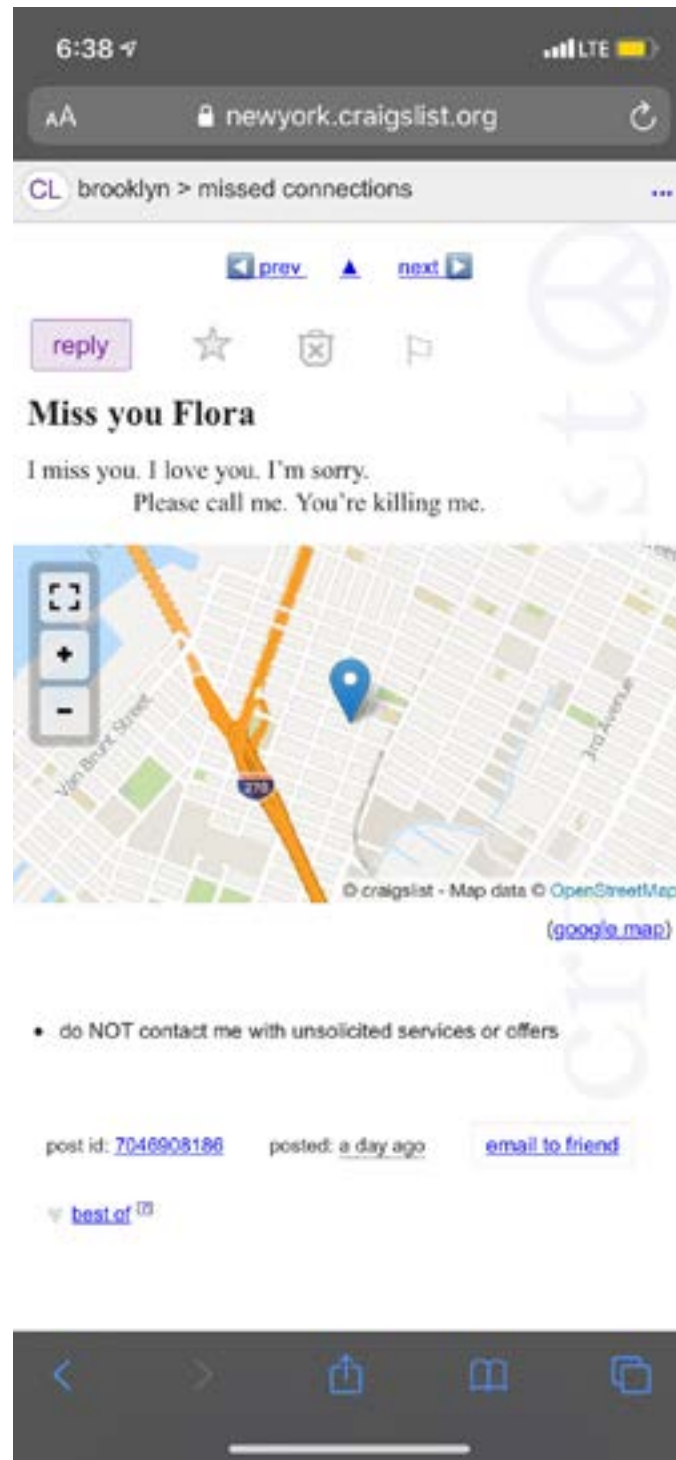 6:38
LTE
AA newyork.craigslist.org
CL brooklyn > missed connections
prev ▲ next
reply
Miss you Flora
I miss you. I love you. I'm sorry.
Please call me. You're killing me.
+
-
Van Brunt Street
3rd Avenue
278
© craigslist - Map data © OpenStreetMap
(google map)
• do NOT contact me with unsolicited services or offers
post id: 7046908186 posted: a day ago email to friend
best of [?]